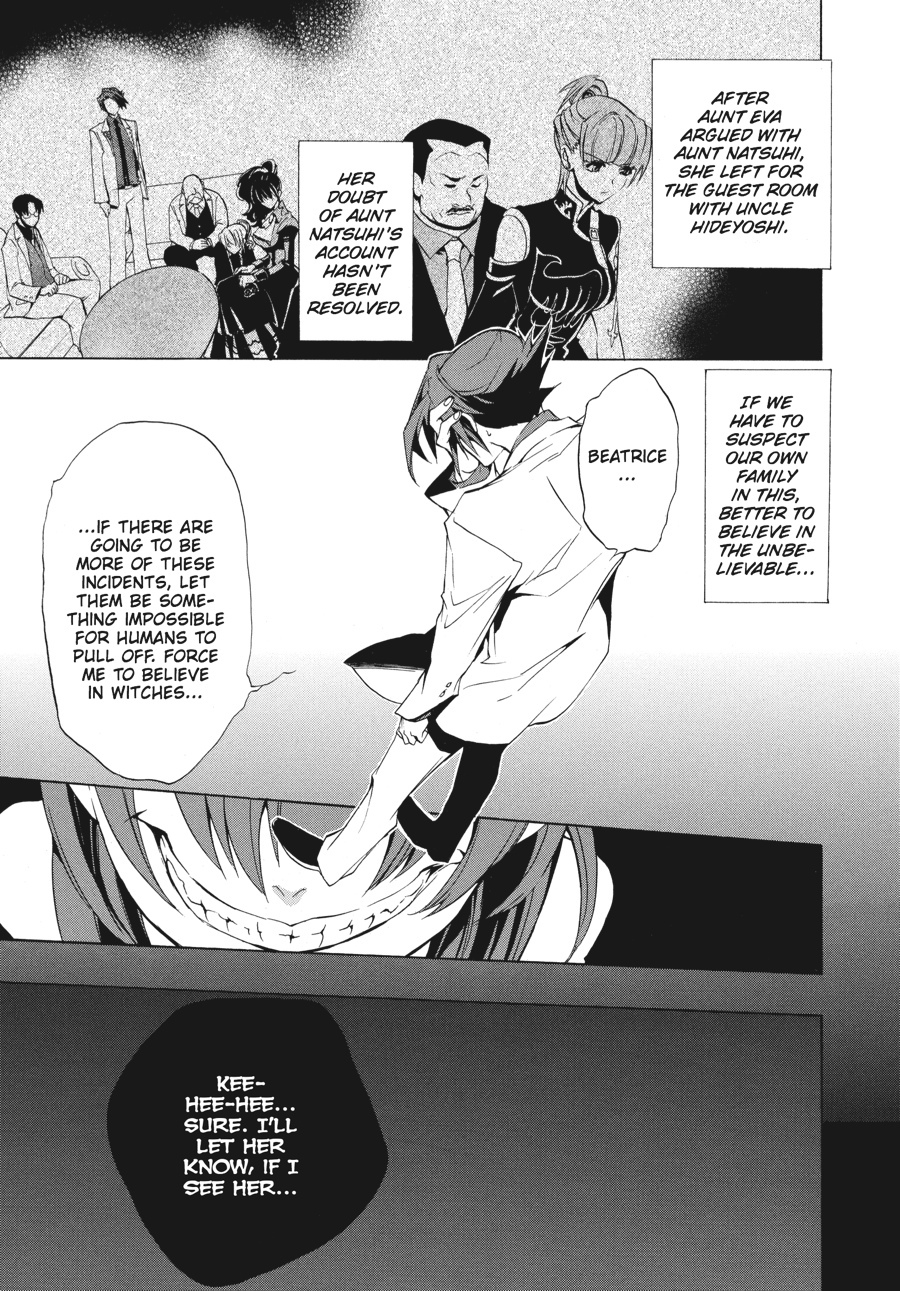 AFTER
AUNT EVA
ARGUED WITH
AUNT NATSUHI,
SHE LEFT FOR
THE GUEST ROOM
WITH UNCLE
HIDEYOSHI.
HER
DOUBT
OF AUNT
NATSUHI'S
ACCOUNT
HASN'T
BEEN
RESOLVED.
IF WE
HAVE TO
SUSPECT
OUR OWN
FAMILY
IN THIS,
BETTER TO
BELIEVE IN
THE UNBE-
LIEVABLE...
BEATRICE
...
...IF THERE ARE
GOING TO BE
MORE OF THESE
INCIDENTS, LET
THEM BE SOME-
THING IMPOSSIBLE
FOR HUMANS TO
PULL OFF. FORCE
ME TO BELIEVE
IN WITCHES...
KEE-
HEE-HEE...
SURE. I'LL
LET HER
KNOW, IF I
SEE HER...